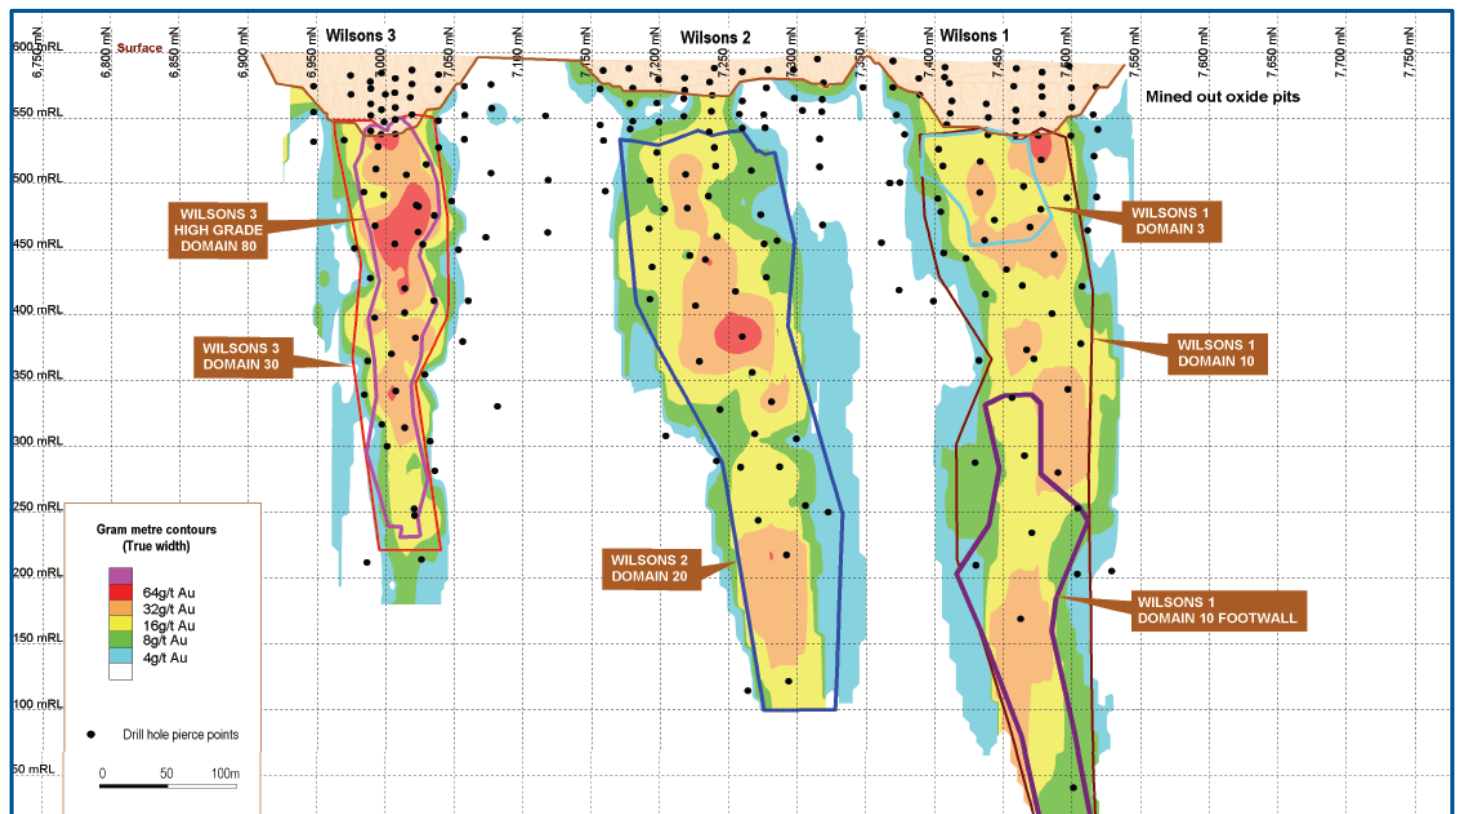 Wilsons 3
Wilsons 2
Wilsons 1
600 mRL
6,750 mN
6,800 mN
Surface
6,850 mN
6,900 mN
6,950 mN
7,000 mN
7,050 mN
7,100 mN
7,150 mN
7,200 mN
7,250 mN
7,300 mN
7,350 mN
7,400 mN
7,450 mN
7,500 mN
7,550 mN
7,600 mN
7,650 mN
7,700 mN
7,750 mN
Mined out oxide pits
550 mRL
500 mRL
WILSONS 3
HIGH GRADE
DOMAIN 80
WILSONS 1
DOMAIN 3
450 mRL
400 mRL
WILSONS 3
DOMAIN 30
WILSONS 1
DOMAIN 10
350 mRL
300 mRL
250 mRL
WILSONS 2
DOMAIN 20
200 mRL
WILSONS 1
DOMAIN 10 FOOTWALL
150 mRL
100 mRL
50 mRL
Gram metre contours
(True width)
64g/t Au
32g/t Au
16g/t Au
8g/t Au
4g/t Au
Drill hole pierce points
0 50 100m